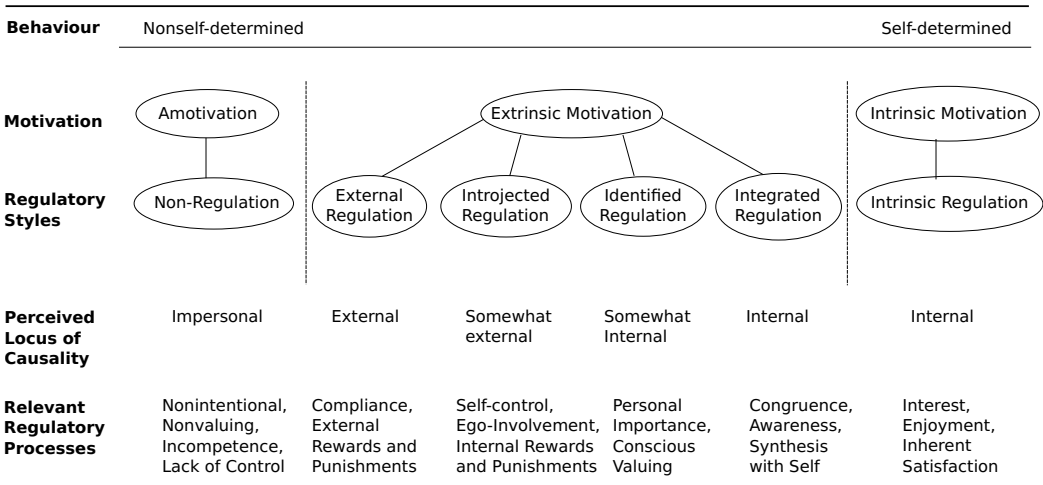 Behaviour Nonself-determined Self-determined
Motivation Amotivation Extrinsic Motivation Intrinsic Motivation
Regulatory
Styles
Non-Regulation
External
Regulation
Introjected
Regulation
Identified
Regulation
Integrated
Regulation
Intrinsic Regulation
Perceived
Locus of
Causality
Impersonal
External
Somewhat
external
Somewhat
Internal
Internal
Internal
Relevant
Regulatory
Processes
Nonintentional,
Nonvaluing,
Incompetence,
Lack of Control
Compliance,
External
Rewards and
Punishments
Self-control,
Ego-Involvement,
Internal Rewards
and Punishments
Personal
Importance,
Conscious
Valuing
Congruence,
Awareness,
Synthesis
with Self
Interest,
Enjoyment,
Inherent
Satisfaction